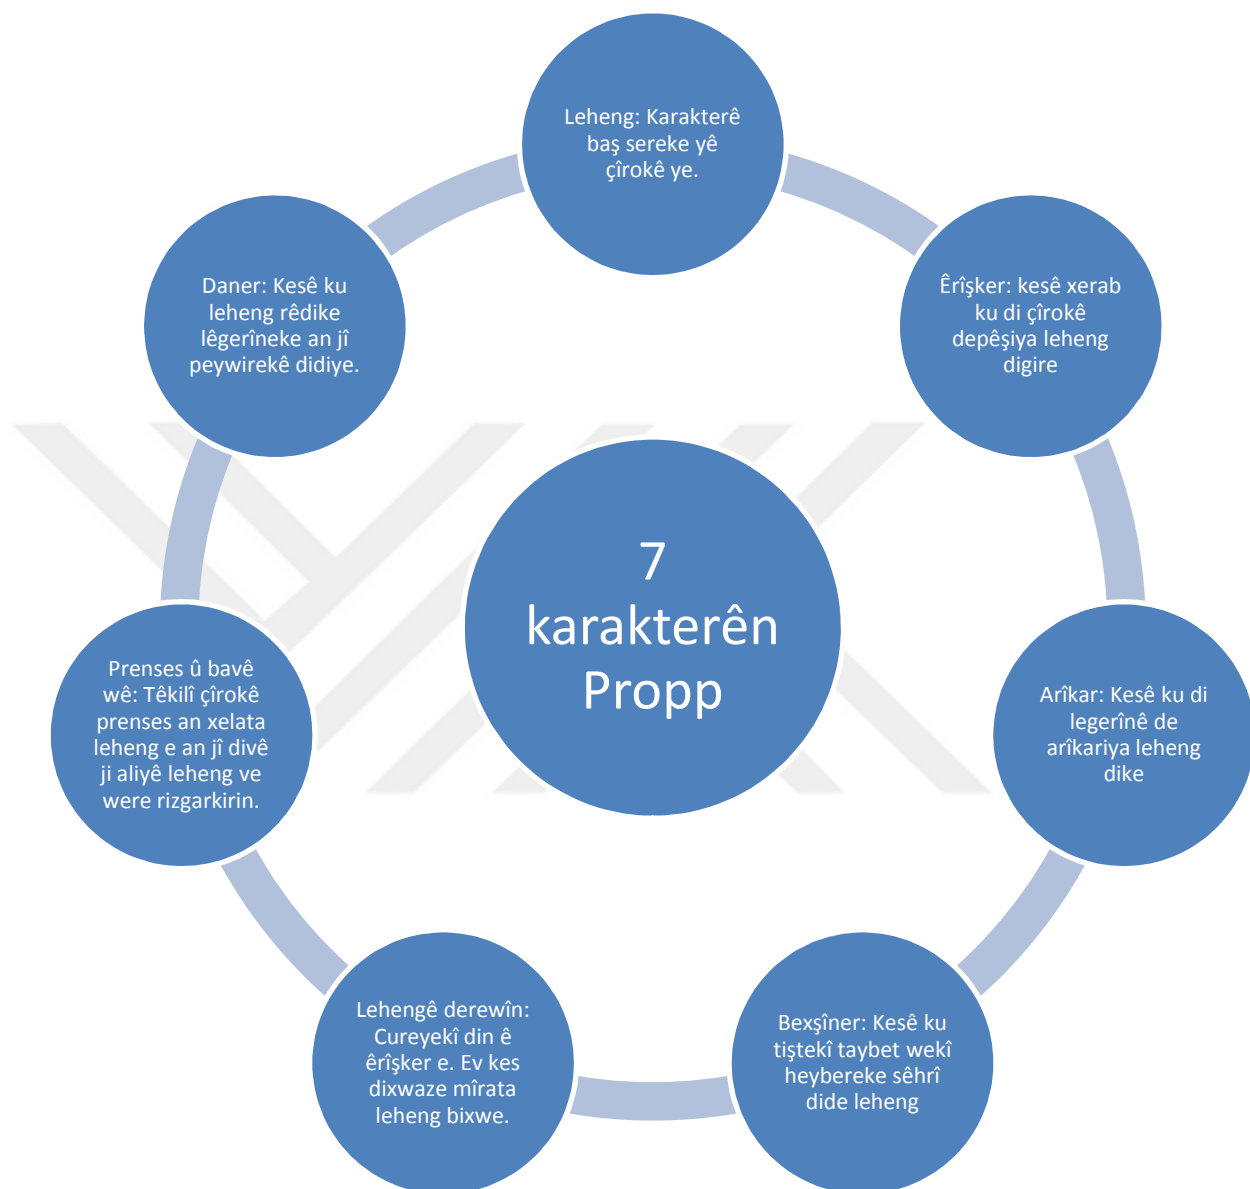 Leheng: Karakterê
baş sereke yê
çîrokê ye.
Êrîşker: kesê xerab
ku di çîrokê
depêşiya leheng
digire
Arîkar: Kesê ku di
legerînê de
arîkariya leheng
dike
Bexşîner: Kesê ku
tiştekî taybet wekî
heybereke sêhrî
dide leheng
Lehengê derewîn:
Cureyekî din ê
êrîşker e. Ev kes
dixwaze mîrata
leheng bixwe.
Prenses û bavê
wê: Têkilî çîrokê
prenses an xelata
leheng e an jî divê
ji aliyê leheng ve
were rizgarkirin.
Daner: Kesê ku
leheng rêdike
lêgerîneke an jî
peywirekê didiye.
7
karakterên
Propp